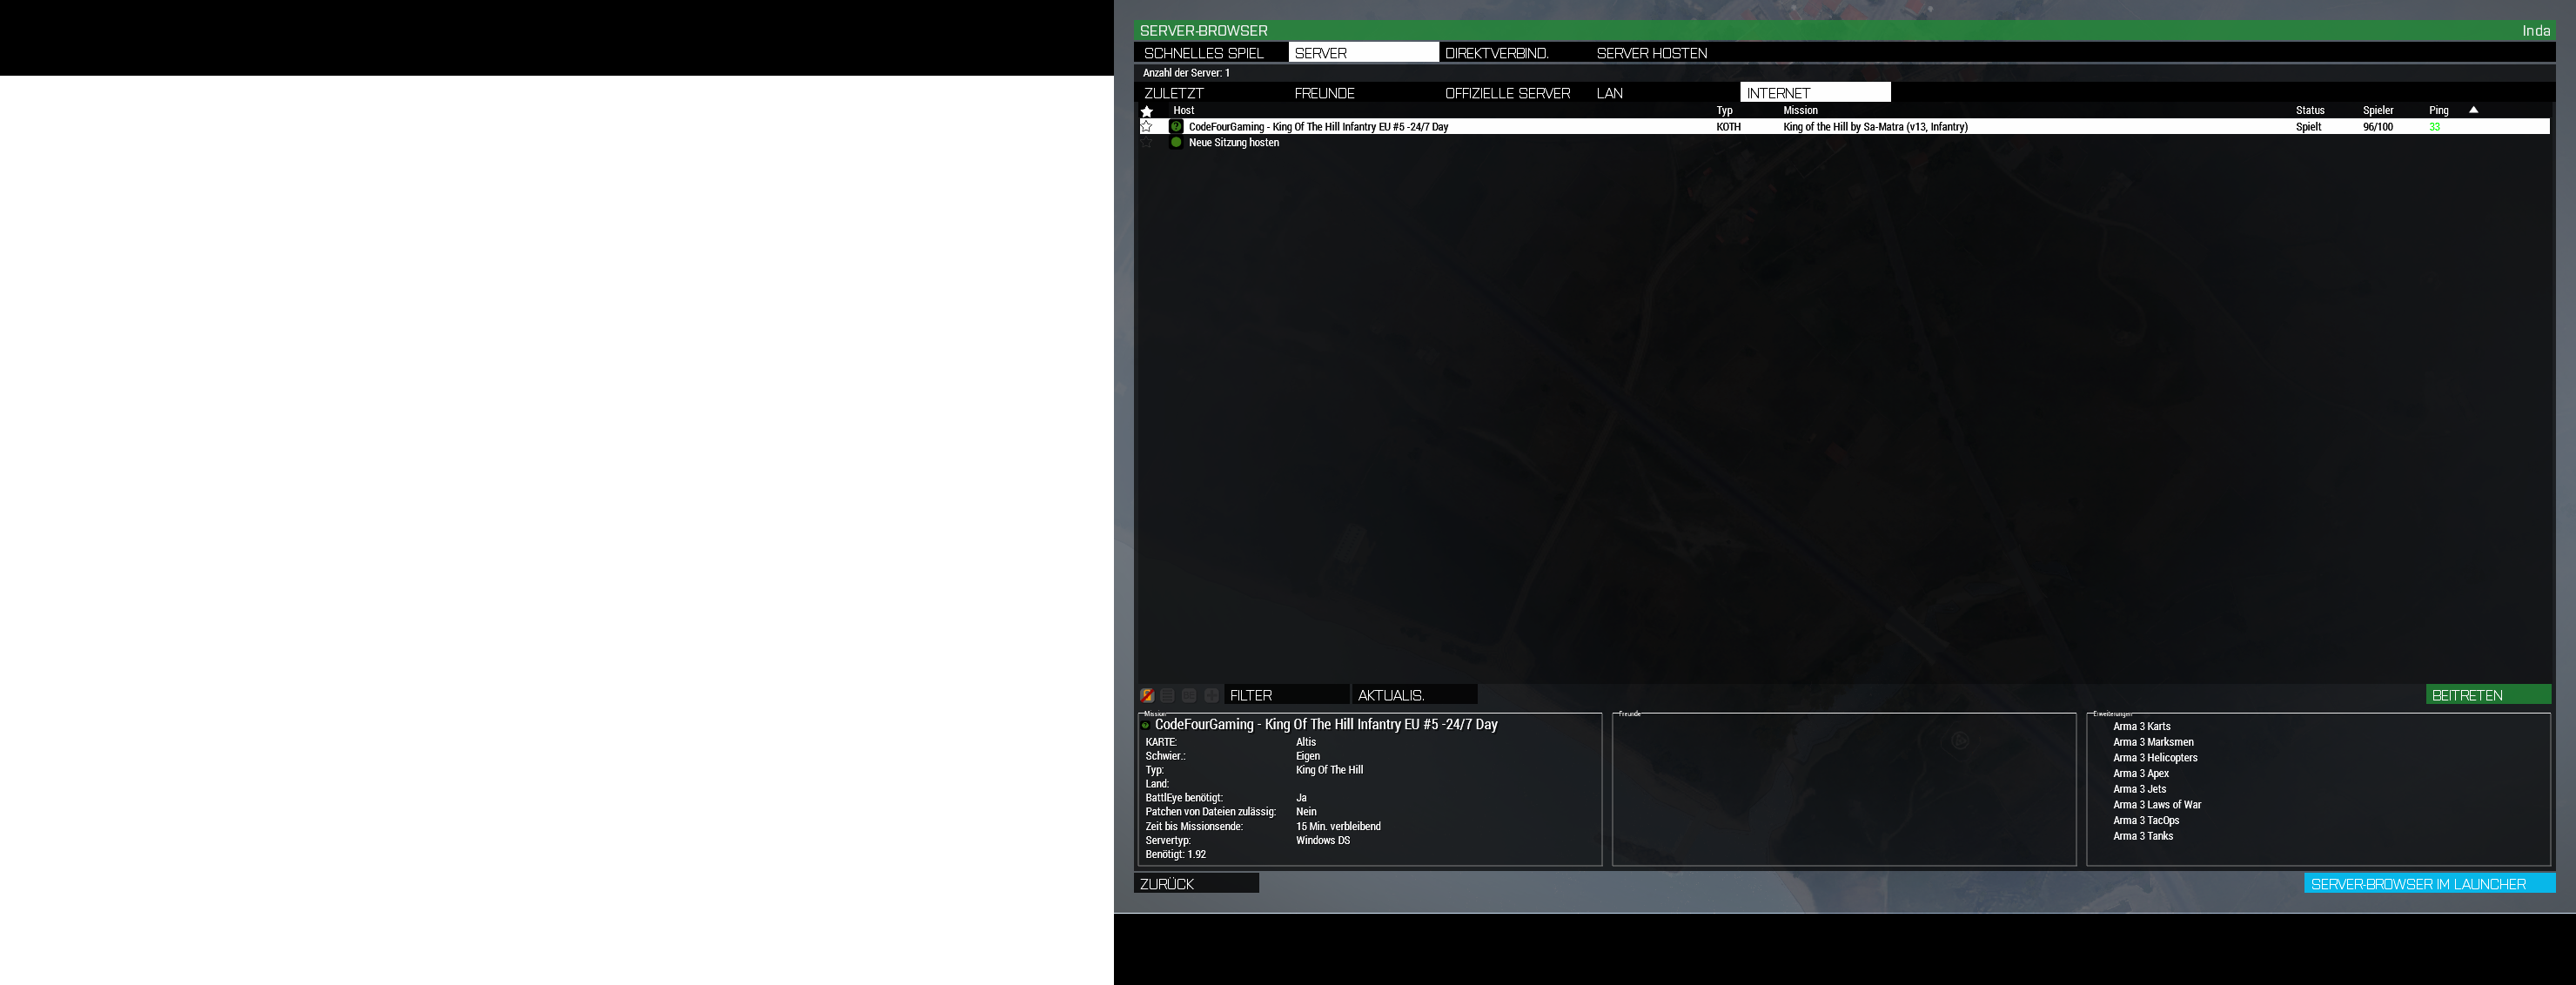 SERVER-BROWSER Inda
SCHNELLES SPIEL SERVER DIREKTVERBIND. SERVER HOSTEN
Anzahl der Server: 1
ZULETZT FREUNDE OFFIZIELLE SERVER LAN INTERNET
Host Typ Mission Status Spieler Ping
CodeFourGaming - King Of The Hill Infantry EU #5 -24/7 Day KOTH King of the Hill by Sa-Matra (v13, Infantry) Spielt 96/100 33
Neue Sitzung hosten
FILTER AKTUALIS. BEITRETEN
Mission
CodeFourGaming - King Of The Hill Infantry EU #5 -24/7 Day
KARTE: Altis
Schwier.: Eigen
Typ: King Of The Hill
Land:
BattlEye benötigt: Ja
Patchen von Dateien zulässig: Nein
Zeit bis Missionsende: 15 Min. verbleibend
Servertyp: Windows DS
Benötigt: 1.92
Freunde
Erweiterungen
Arma 3 Karts
Arma 3 Marksmen
Arma 3 Helicopters
Arma 3 Apex
Arma 3 Jets
Arma 3 Laws of War
Arma 3 TacOps
Arma 3 Tanks
ZURÜCK SERVER-BROWSER IM LAUNCHER